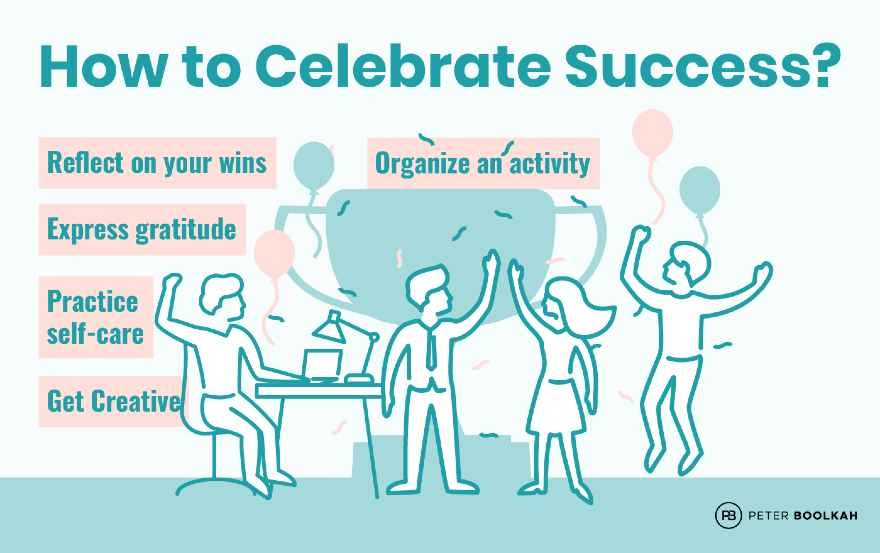 How to Celebrate Success?
Reflect on your wins
Organize an activity
Express gratitude
Practice
self-care
Get Creative
PB PETER BOOLKAH